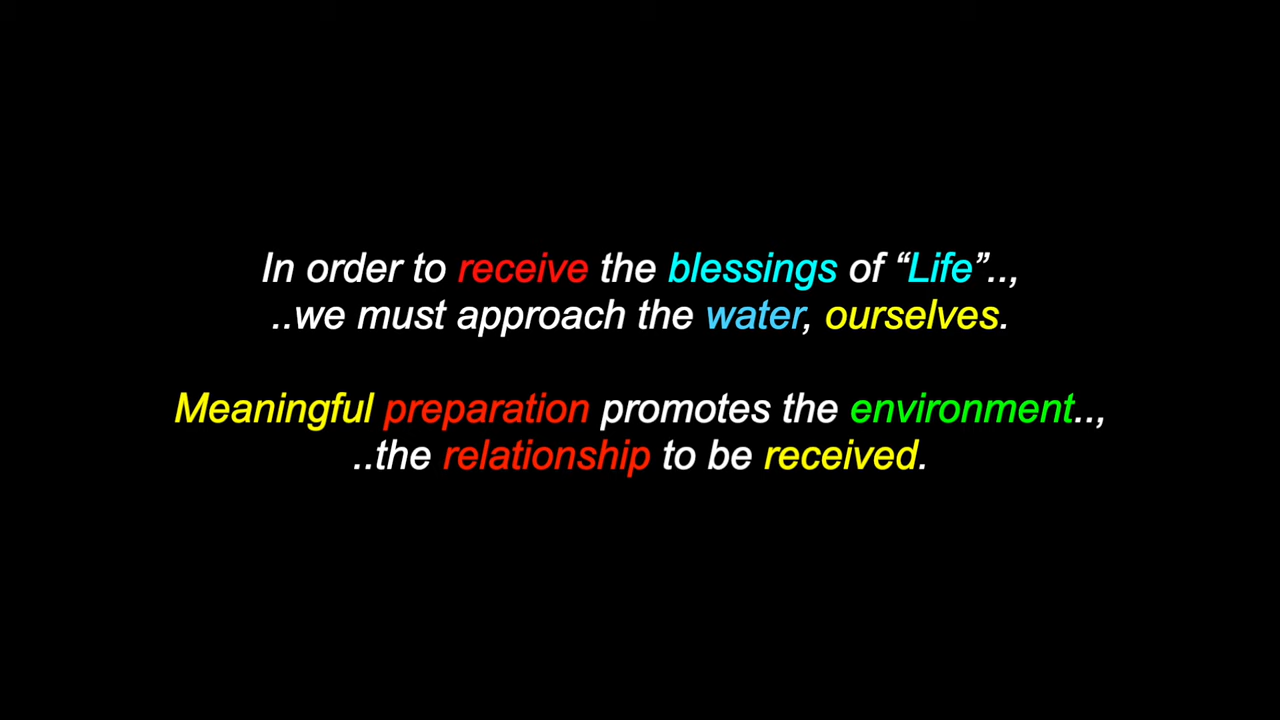 In order to receive the blessings of “Life”..,
..we must approach the water, ourselves.
Meaningful preparation promotes the environment..,
..the relationship to be received.